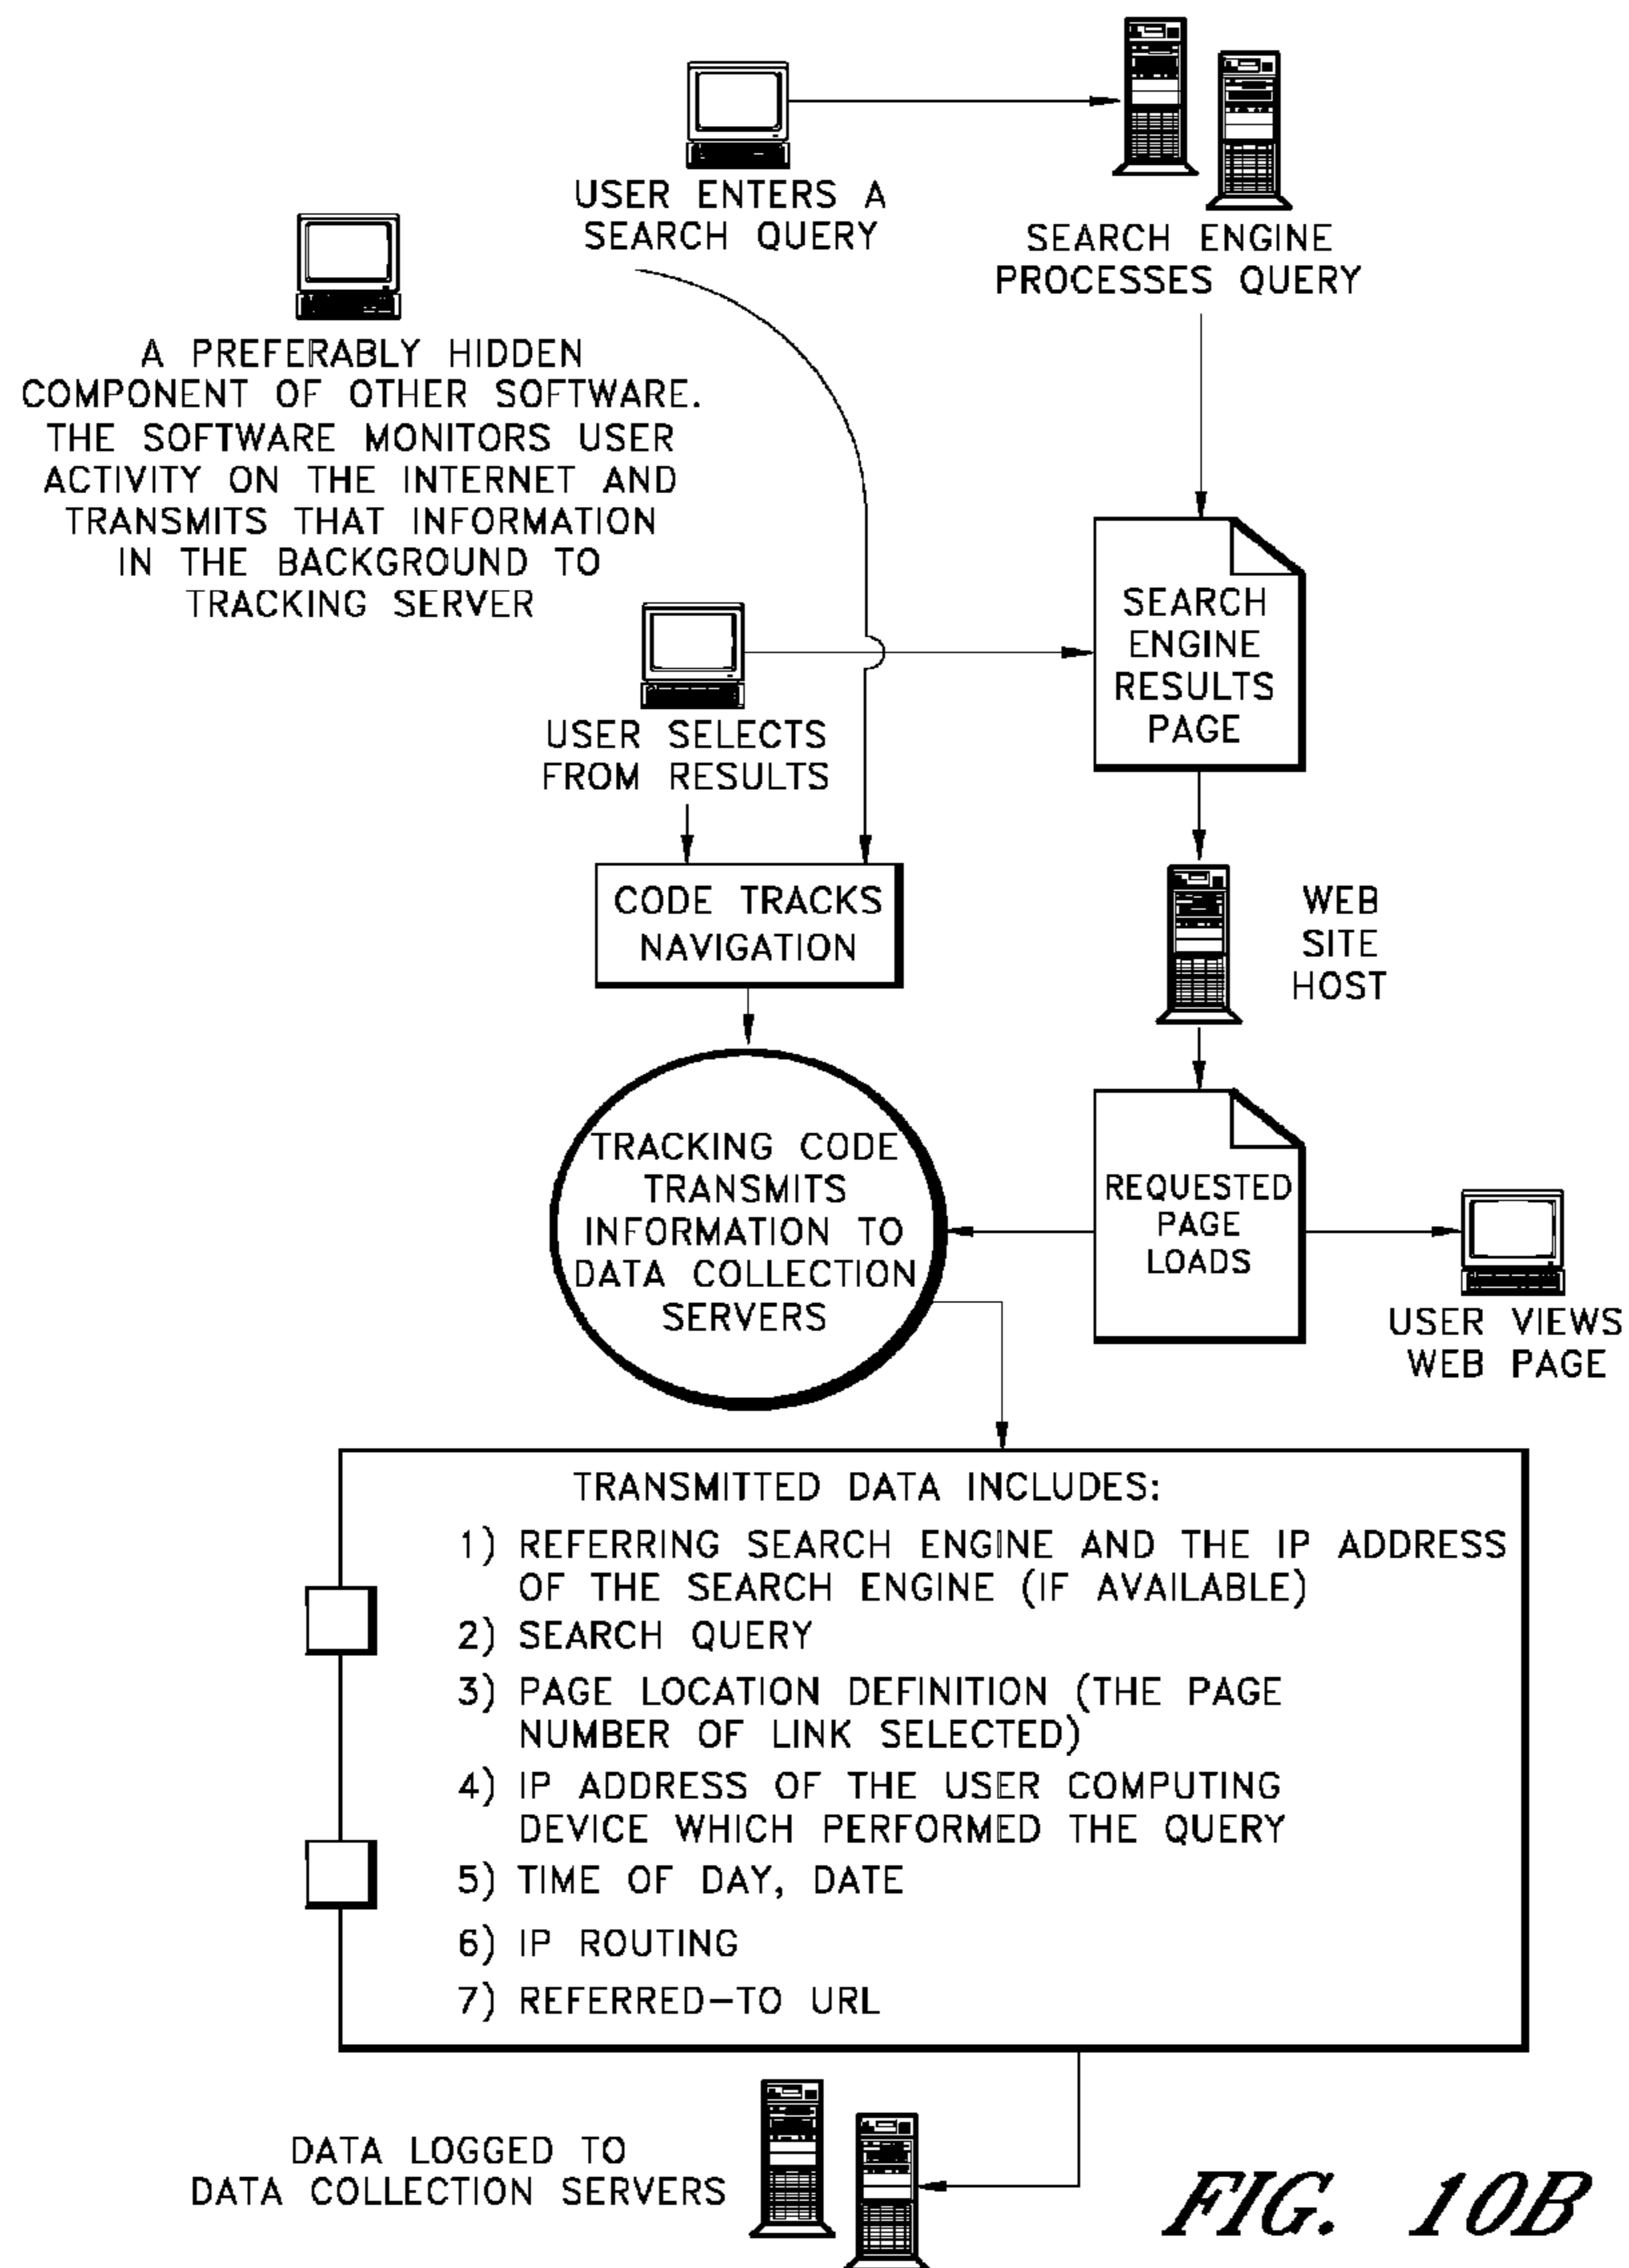 USER ENTERS A
SEARCH QUERY
SEARCH ENGINE
PROCESSES QUERY
A PREFERABLY HIDDEN
COMPONENT OF OTHER SOFTWARE.
THE SOFTWARE MONITORS USER
ACTIVITY ON THE INTERNET AND
TRANSMITS THAT INFORMATION
IN THE BACKGROUND TO
TRACKING SERVER
SEARCH
ENGINE
RESULTS
PAGE
USER SELECTS
FROM RESULTS
CODE TRACKS
NAVIGATION
WEB
SITE
HOST
TRACKING CODE
TRANSMITS
INFORMATION TO
DATA COLLECTION
SERVERS
REQUESTED
PAGE
LOADS
USER VIEWS
WEB PAGE
TRANSMITTED DATA INCLUDES:
1) REFERRING SEARCH ENGINE AND THE IP ADDRESS
OF THE SEARCH ENGINE (IF AVAILABLE)
2) SEARCH QUERY
3) PAGE LOCATION DEFINITION (THE PAGE
NUMBER OF LINK SELECTED)
4) IP ADDRESS OF THE USER COMPUTING
DEVICE WHICH PERFORMED THE QUERY
5) TIME OF DAY, DATE
6) IP ROUTING
7) REFERRED-TO URL
DATA LOGGED TO
DATA COLLECTION SERVERS
FIG. 10B